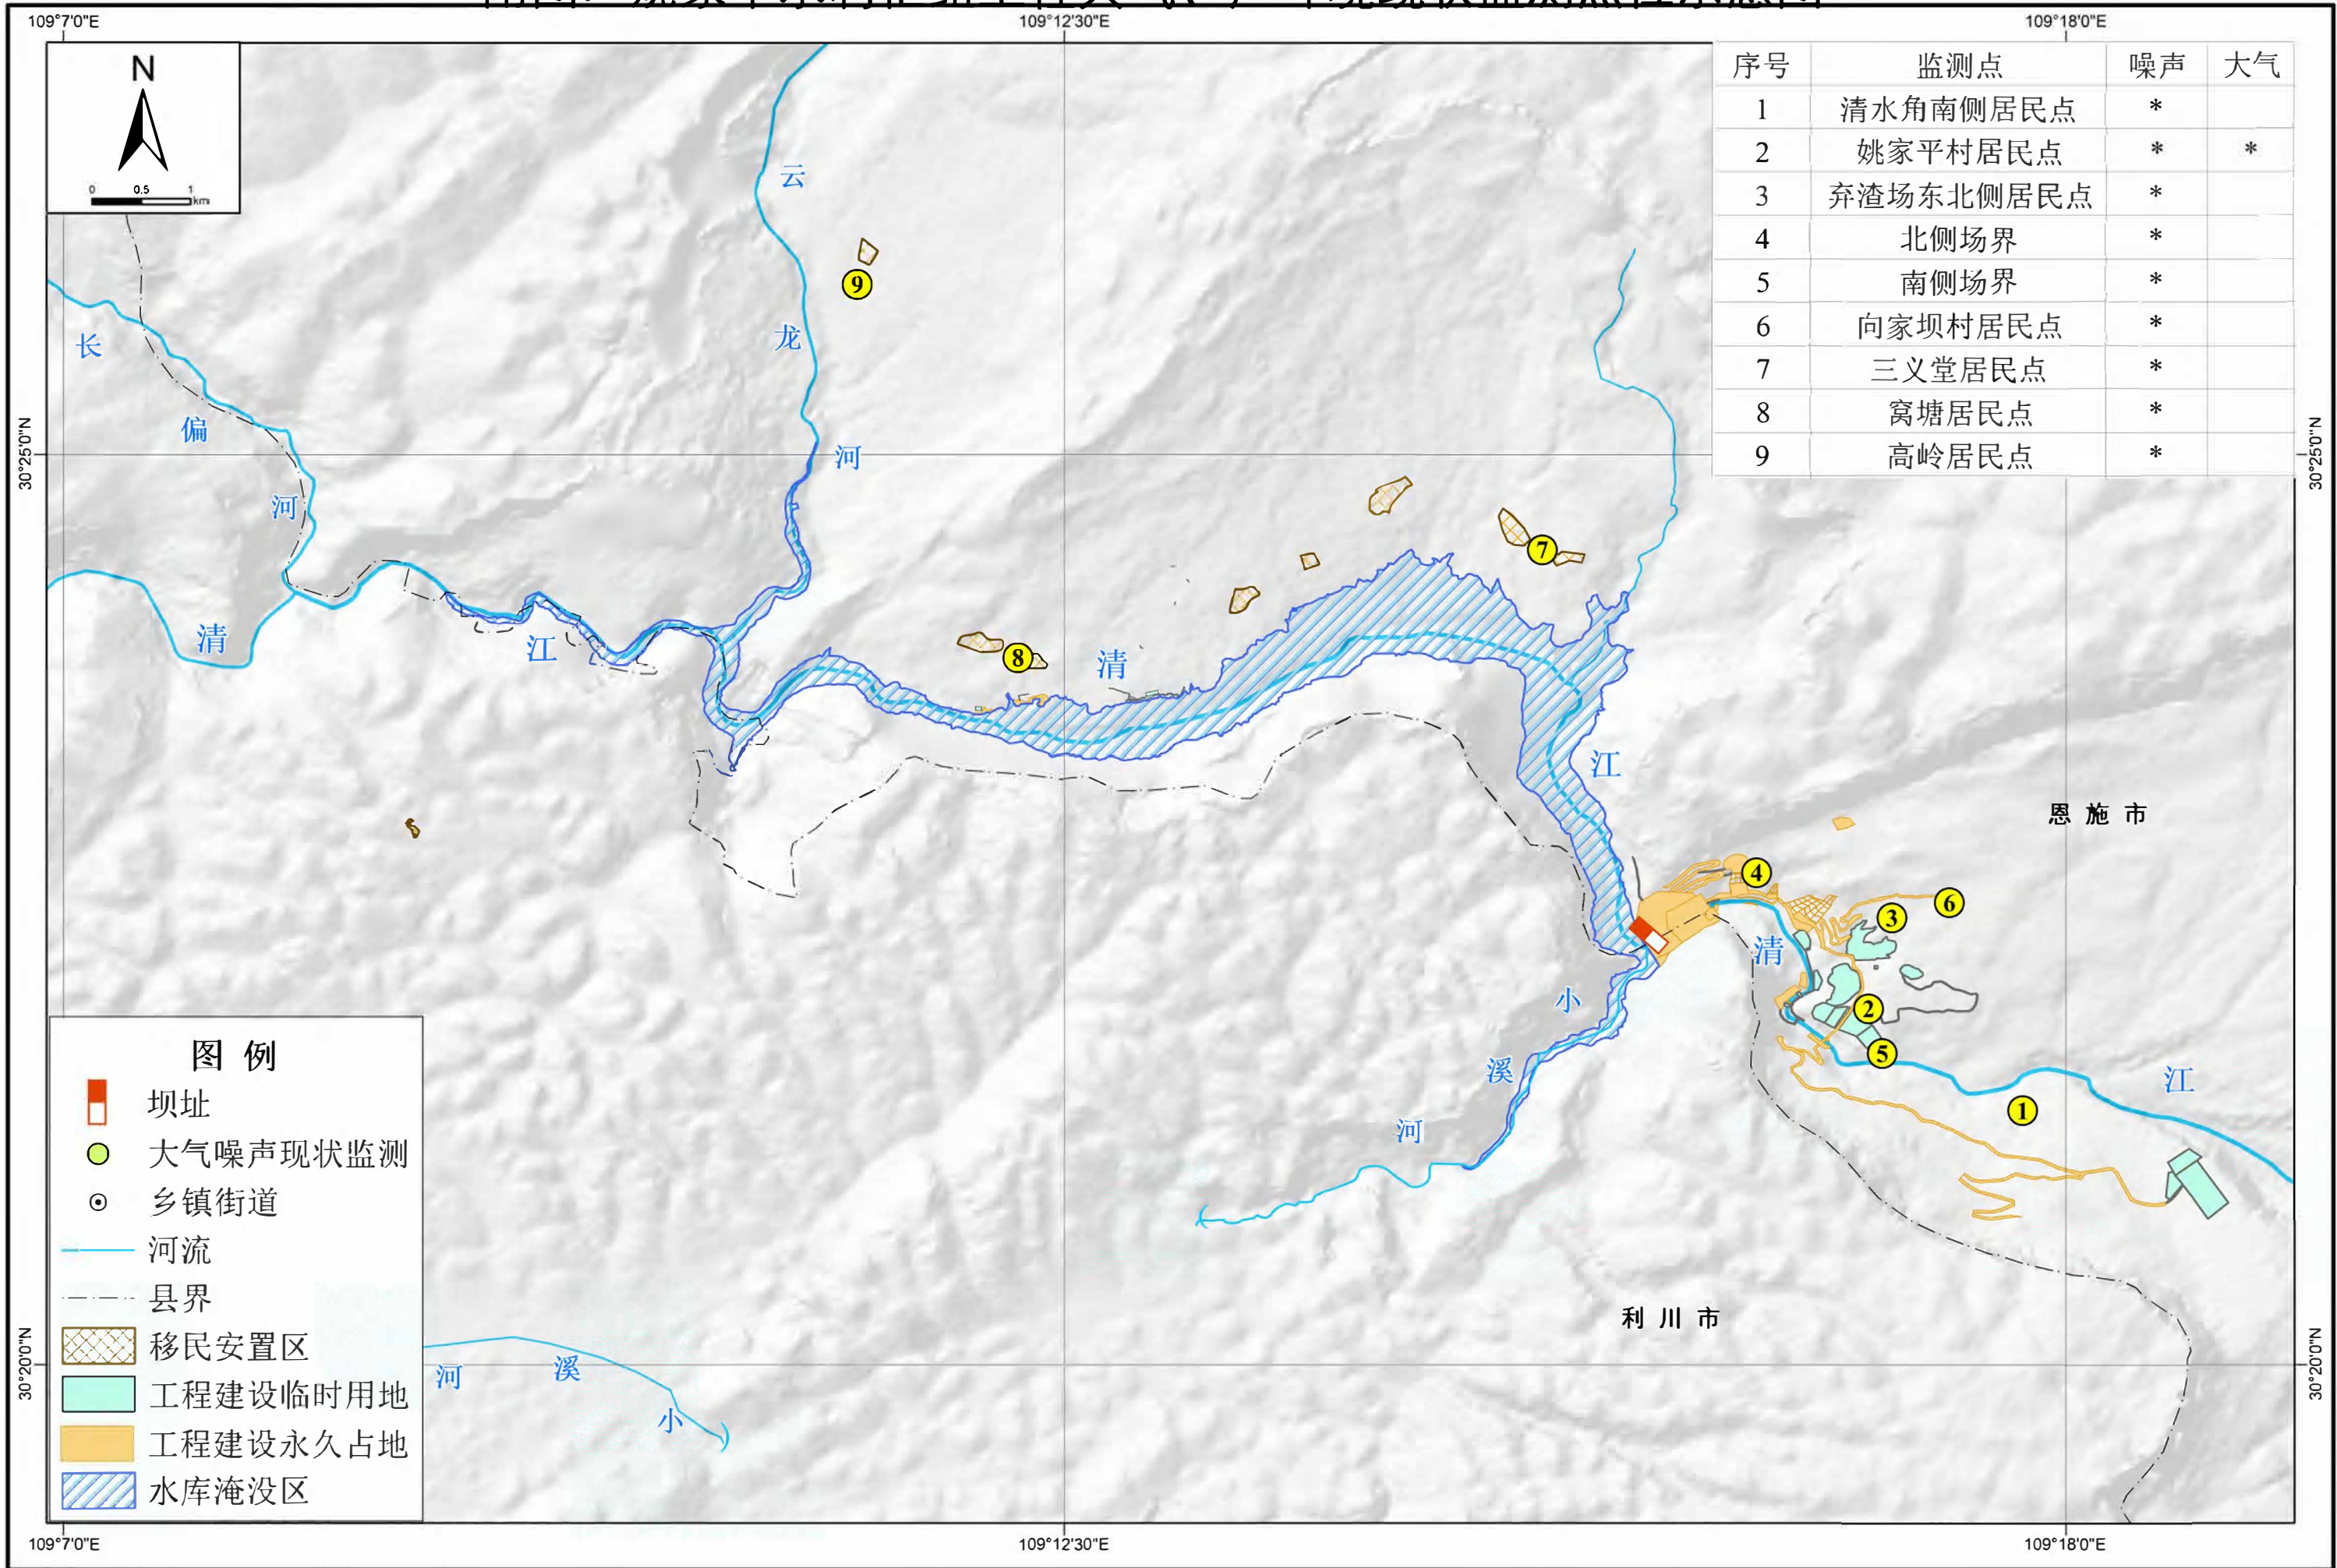 109°7'0"E
109°12'30"E
109°18'0"E
N
0 0.5 1
km
序号 监测点 噪声 大气
1 清水角南侧居民点 *
2 姚家平村居民点 * *
3 弃渣场东北侧居民点 *
4 北侧场界 *
5 南侧场界 *
6 向家坝村居民点 *
7 三义堂居民点 *
8 窝塘居民点 *
9 高岭居民点 *
云
龙
河
9
长
偏
河
30°25'0"N
30°25'0"N
7
清
江
8
清
江
恩施市
4
6
3
清
小
2
溪
5
江
河
1
利川市
30°20'0"N
30°20'0"N
河
溪
小
图例
坝址
大气噪声现状监测
乡镇街道
河流
县界
移民安置区
工程建设临时用地
工程建设永久占地
水库淹没区
109°7'0"E
109°12'30"E
109°18'0"E